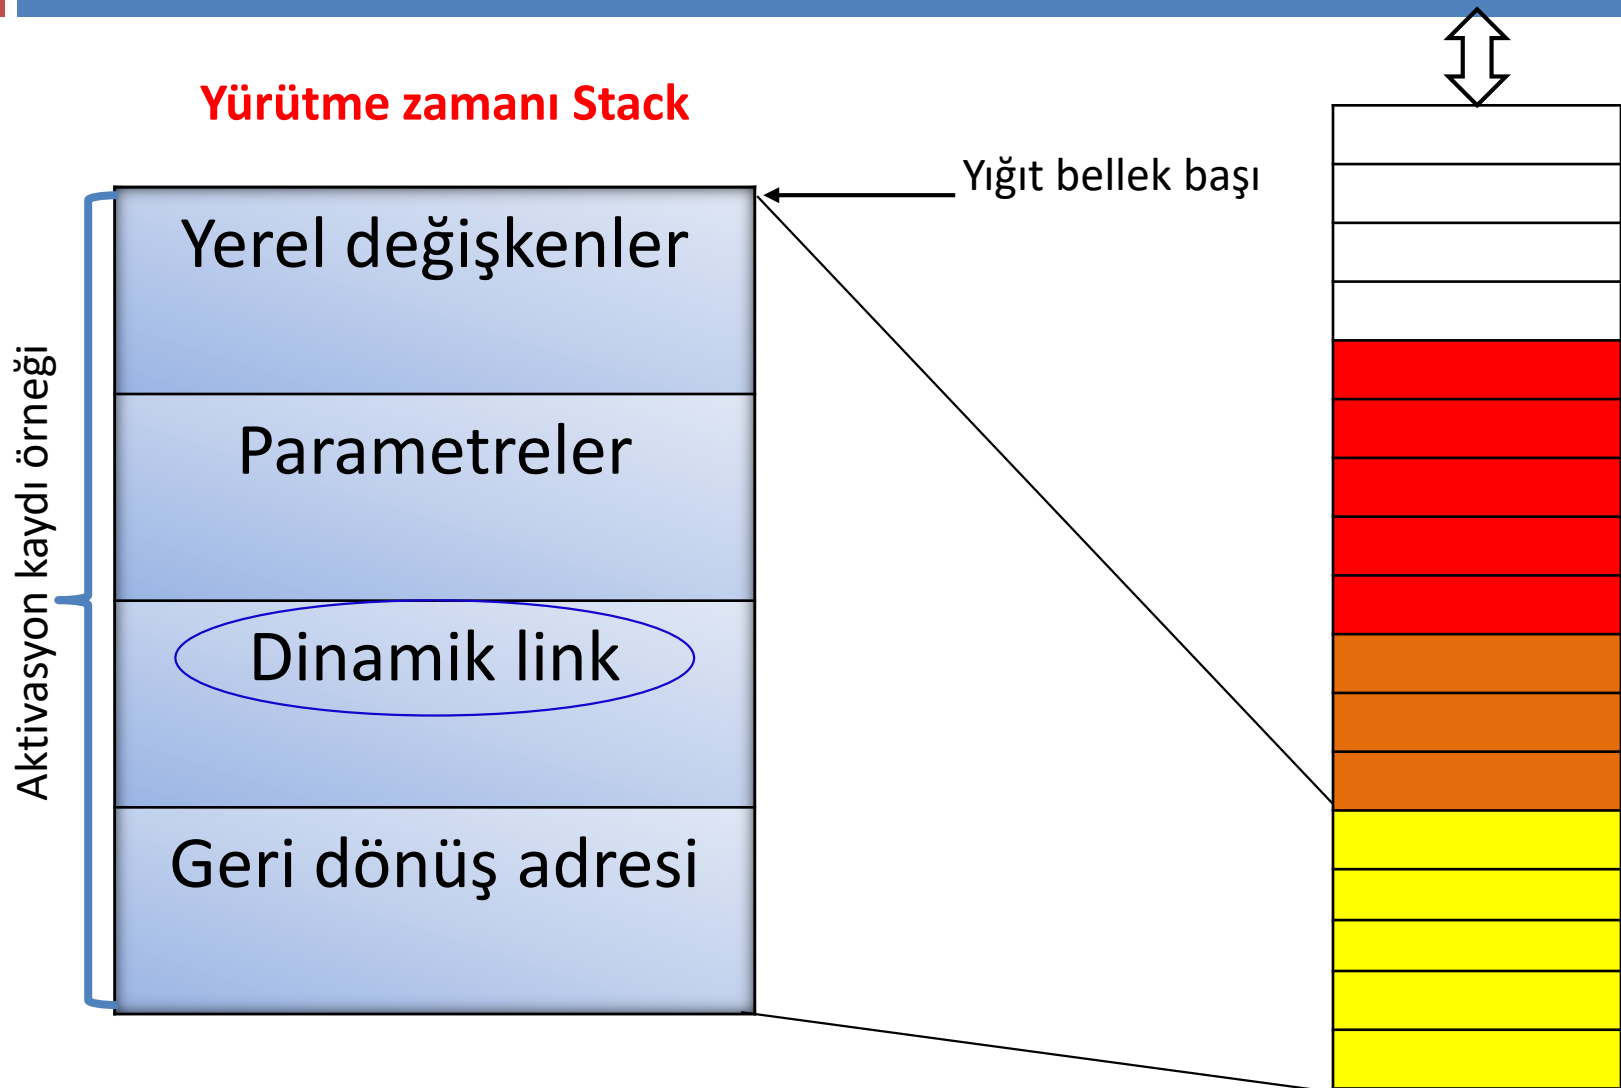 Yürütme zamanı Stack
Yığıt bellek başı
Aktivasyon kaydı örneği
Yerel değişkenler
Parametreler
Dinamik link
Geri dönüş adresi